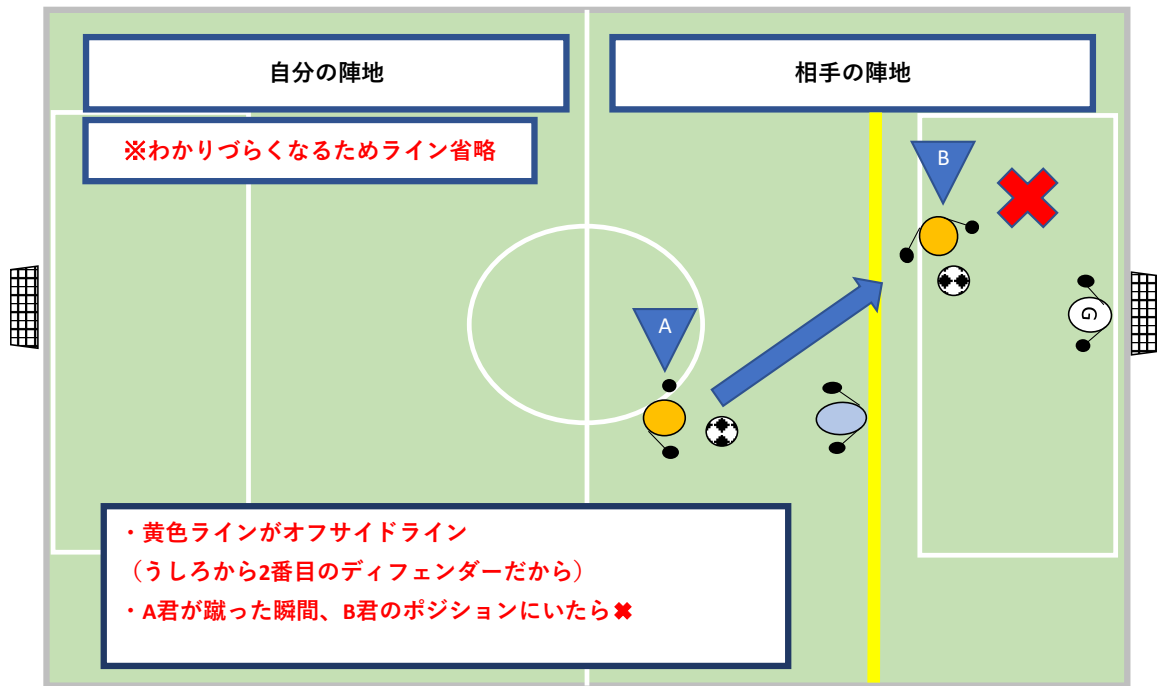 自分の陣地
相手の陣地
※わかりづらくなるためライン省略
B
A
G
・黄色ラインがオフサイドライン
（うしろから2番目のディフェンダーだから）
・A君が蹴った瞬間、B君のポジションにいたら✖